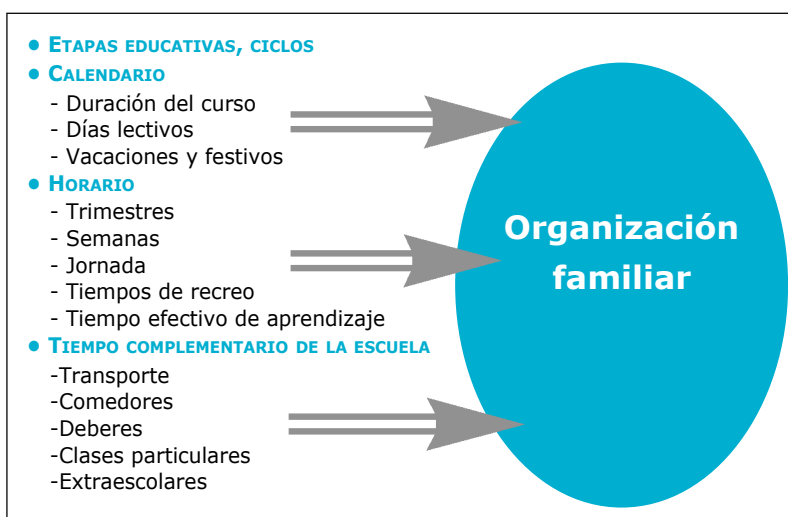 • ETAPAS EDUCATIVAS, CICLOS
• CALENDARIO
- Duración del curso
- Días lectivos
- Vacaciones y festivos
• HORARIO
- Trimestres
- Semanas
- Jornada
- Tiempos de recreo
- Tiempo efectivo de aprendizaje
• TIEMPO COMPLEMENTARIO DE LA ESCUELA
-Transporte
-Comedores
-Deberes
-Clases particulares
-Extraescolares
Organización
familiar